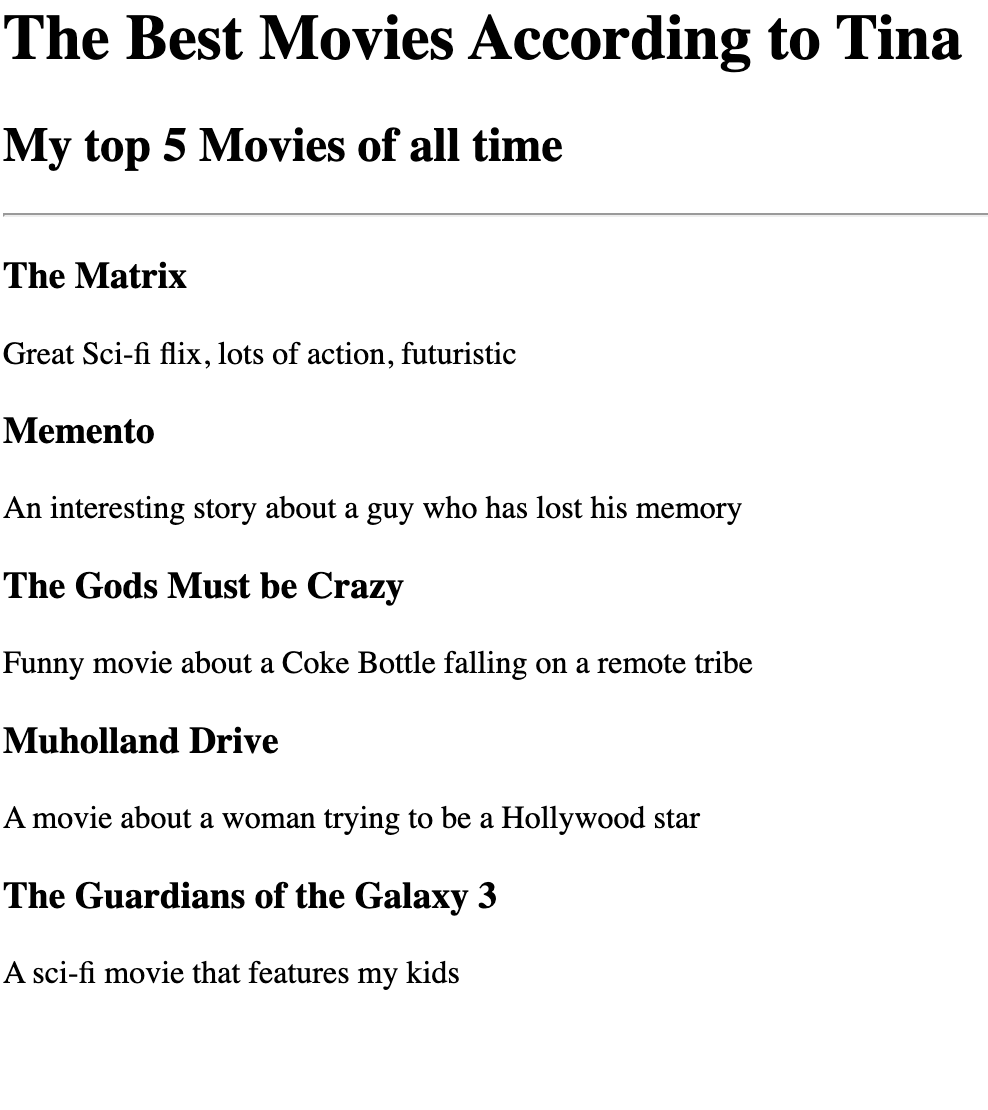 The Best Movies According to Tina
My top 5 Movies of all time
The Matrix
Great Sci-fi flix, lots of action, futuristic
Memento
An interesting story about a guy who has lost his memory
The Gods Must be Crazy
Funny movie about a Coke Bottle falling on a remote tribe
Muholland Drive
A movie about a woman trying to be a Hollywood star
The Guardians of the Galaxy 3
A sci-fi movie that features my kids